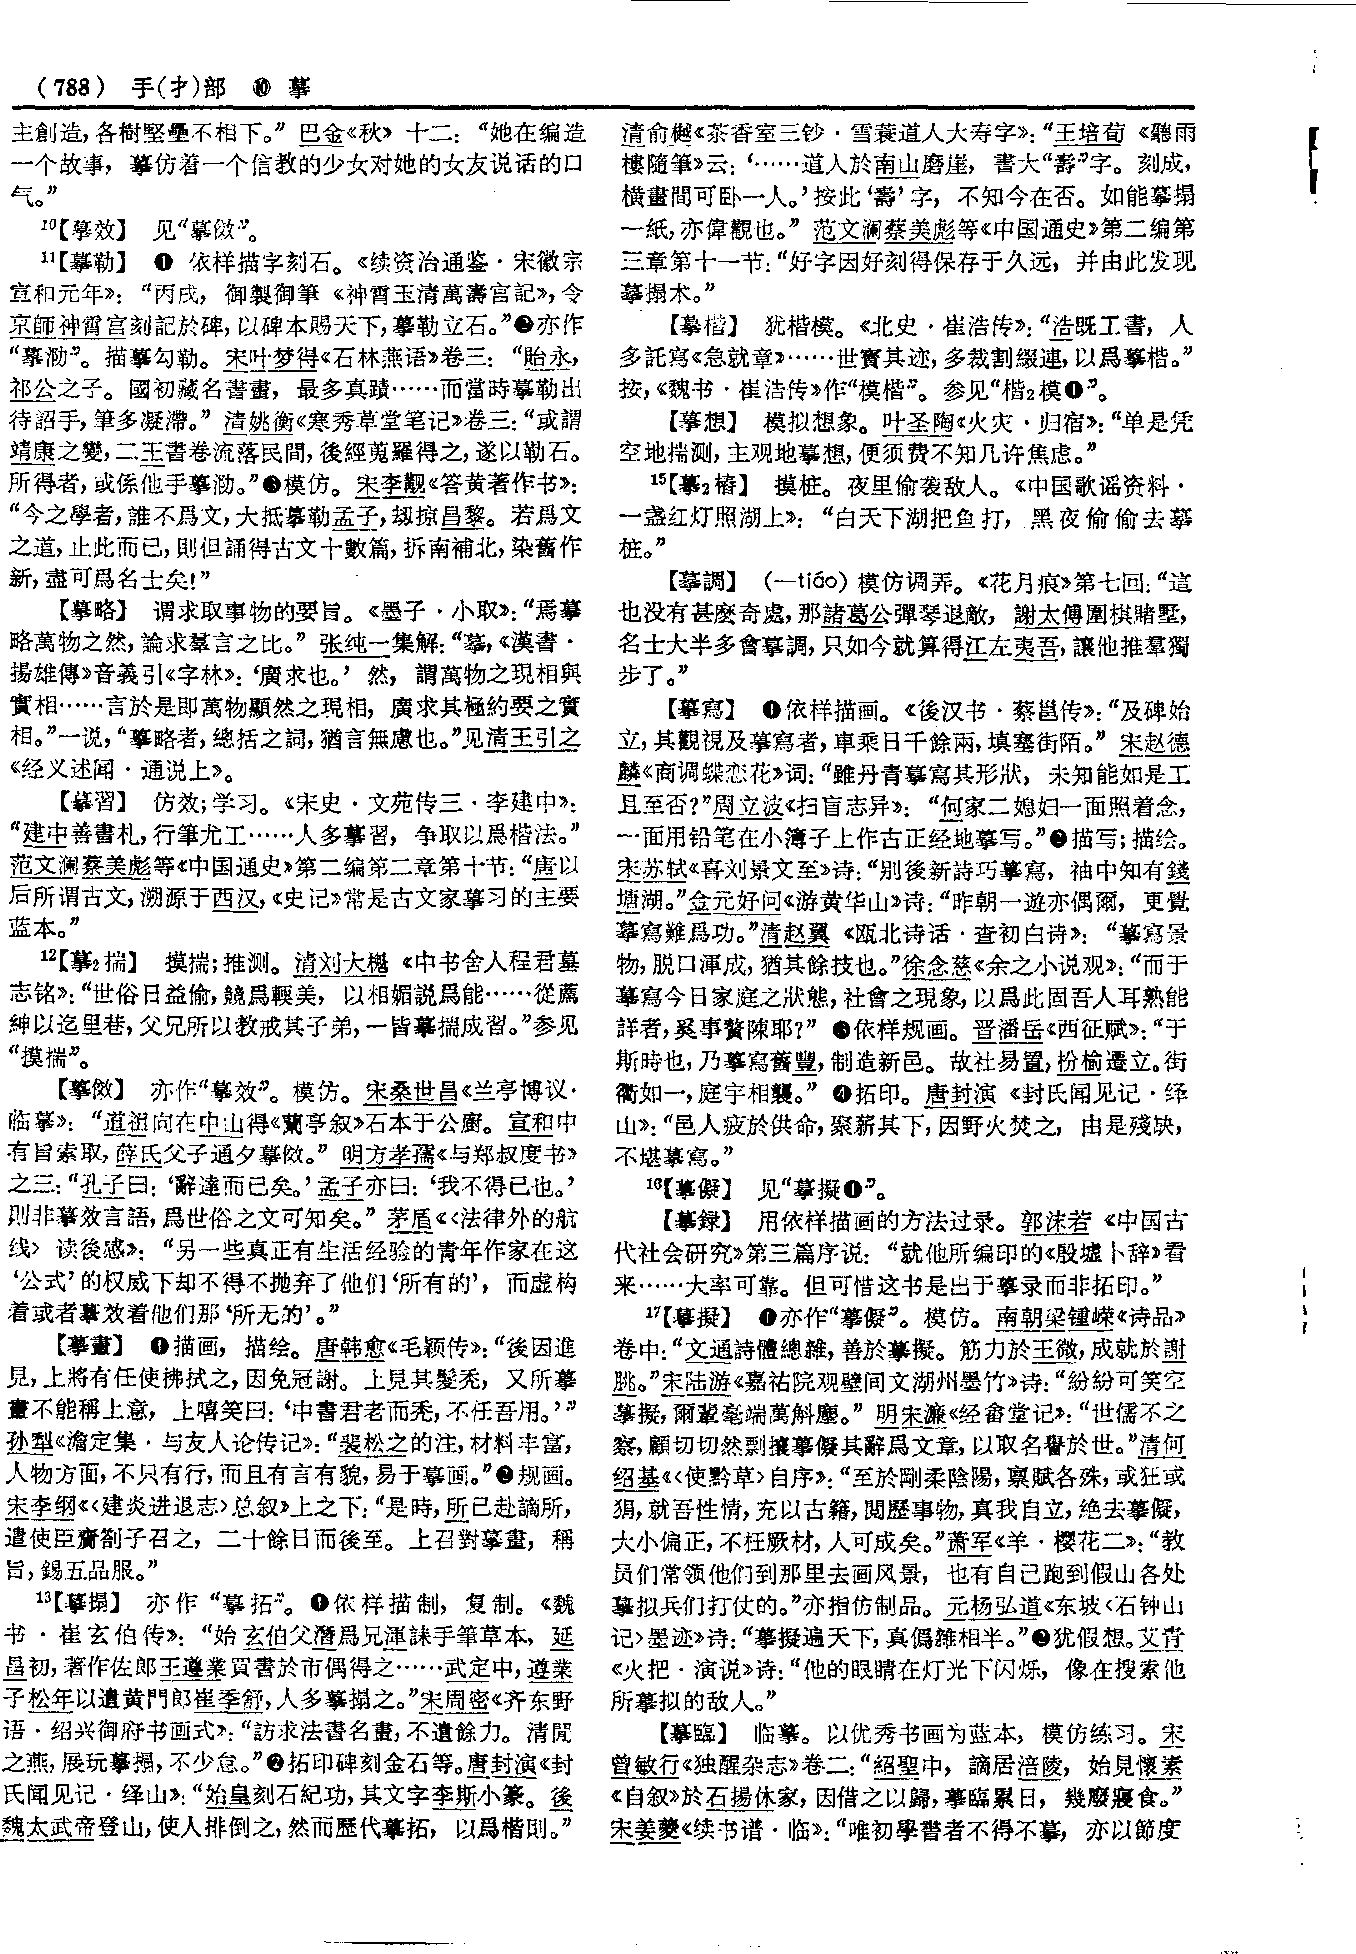 （788） 手(扌)部 ⑩ 摹
主創造，各樹堅壘不相下。”巴金《秋》十二：“她在编造
一个故事，摹仿着一个信教的少女对她的女友说话的口
气。”
10【摹效】 见“摹傚”。
11【摹勒】 ❶ 依样描字刻石。《续资治通鉴·宋徽宗
宣和元年》：“丙戌，御製御筆《神霄玉清萬壽宫記》，令
京師神霄宫刻記於碑，以碑本賜天下，摹勒立石。”❷亦作
“摹泐”。描摹勾勒。宋叶梦得《石林燕语》卷三：“貽永，
祁公之子。國初藏名書畫，最多真蹟……而當時摹勒出
待詔手，筆多凝滯。”清姚衡《寒秀草堂笔记》卷三：“或謂
靖康之變，二王書卷流落民間，後經蒐羅得之，遂以勒石。
所得者，或係他手摹泐。”❸模仿。宋李觏《答黄著作书》：
“今之學者，誰不爲文，大抵摹勒孟子，刼掠昌黎。若爲文
之道，止此而已，則但誦得古文十數篇，拆南補北，染舊作
新，盡可爲名士矣！”
【摹略】 谓求取事物的要旨。《墨子·小取》：“焉摹
略萬物之然，論求羣言之比。”张纯一集解：“摹，《漢書·
揚雄傳》音義引《字林》：‘廣求也。’然，謂萬物之現相與
實相……言於是即萬物顯然之現相，廣求其極約要之實
相。”一说，“摹略者，總括之詞，猶言無慮也。”见清王引之
《经义述闻·通说上》。
【摹習】 仿效；学习。《宋史·文苑传三·李建中》：
“建中善書札，行筆尤工……人多摹習，争取以爲楷法。”
范文澜蔡美彪等《中国通史》第二编第二章第十节：“唐以
后所谓古文，溯源于西汉，《史记》常是古文家摹习的主要
蓝本。”
12【摹2揣】 摸揣；推测。清刘大櫆《中书舍人程君墓
志铭》：“世俗日益偷，競爲輭美，以相媚説爲能……從薦
紳以迄里巷，父兄所以教戒其子弟，一皆摹揣成習。”参见
“摸揣”。
【摹傚】 亦作“摹效”。模仿。宋桑世昌《兰亭博议·
临摹》：“道祖向在中山得《蘭亭叙》石本于公廚。宣和中
有旨索取，薛氏父子通夕摹傚。”明方孝孺《与郑叔度书》
之三：“孔子曰：‘辭達而已矣。’孟子亦曰：‘我不得已也。’
則非摹效言語，爲世俗之文可知矣。”茅盾《〈法律外的航
线〉读後感》：“另一些真正有生活经验的青年作家在这
‘公式’的权威下却不得不抛弃了他们‘所有的’，而虚构
着或者摹效着他们那‘所无的’。”
【摹畫】 ❶描画，描绘。唐韩愈《毛颖传》：“後因進
見，上將有任使拂拭之，因免冠謝。上見其髮秃，又所摹
畫不能稱上意，上嘻笑曰：‘中書君老而秃，不任吾用。’”
孙犁《澹定集·与友人论传记》：“裴松之的注，材料丰富，
人物方面，不只有行，而且有言有貌，易于摹画。”❷规画。
宋李纲《〈建炎进退志〉总叙》上之下：“是時，所已赴謫所，
遣使臣齎劄子召之，二十餘日而後至。上召對摹畫，稱
旨，錫五品服。”
13【摹搨】 亦作“摹拓”。❶依样描制，复制。《魏
书·崔玄伯传》：“始玄伯父潛爲兄渾誄手筆草本，延
昌初，著作佐郎王遵業買書於市偶得之……武定中，遵業
子松年以遺黄門郎崔季舒，人多摹搨之。”宋周密《齐东野
语·绍兴御府书画式》：“訪求法書名畫，不遺餘力。清閒
之燕，展玩摹搨，不少怠。”❷拓印碑刻金石等。唐封演《封
氏闻见记·绎山》：“始皇刻石紀功，其文字李斯小篆。後
魏太武帝登山，使人排倒之，然而歷代摹拓，以爲楷則。”
清俞樾《茶香室三钞·雪蓑道人大寿字》：“王培荀《聽雨
樓隨筆》云：‘……道人於南山磨崖，書大“壽”字。刻成，
横畫間可卧一人。’按此‘壽’字，不知今在否。如能摹搨
一紙，亦偉觀也。”范文澜蔡美彪等《中国通史》第二编第
三章第十一节：“好字因好刻得保存于久远，并由此发现
摹搨术。”
【摹楷】 犹楷模。《北史·崔浩传》：“浩既工書，人
多託寫《急就章》……世寳其迹，多裁割綴連，以爲摹楷。”
按，《魏书·崔浩传》作“模楷”。参见“楷2模❶”。
【摹想】 模拟想象。叶圣陶《火灾·归宿》：“单是凭
空地揣测，主观地摹想，便须费不知几许焦虑。”
15【摹2樁】 摸桩。夜里偷袭敌人。《中国歌谣资料·
一盏红灯照湖上》：“白天下湖把鱼打，黑夜偷偷去摹
桩。”
【摹調】 （—tiáo）模仿调弄。《花月痕》第七回：“這
也没有甚麽奇處，那諸葛公彈琴退敵，謝太傅圍棋賭墅，
名士大半多會摹調，只如今就算得江左夷吾，讓他推羣獨
步了。”
【摹寫】 ❶依样描画。《後汉书·蔡邕传》：“及碑始
立，其觀視及摹寫者，車乘日千餘兩，填塞街陌。”宋赵德
麟《商调蝶恋花》词：“雖丹青摹寫其形狀，未知能如是工
且至否？”周立波《扫盲志异》：“何家二媳妇一面照着念，
一面用铅笔在小簿子上作古正经地摹写。”❷描写；描绘。
宋苏轼《喜刘景文至》诗：“别後新詩巧摹寫，袖中知有錢
塘湖。”金元好问《游黄华山》诗：“昨朝一遊亦偶爾，更覺
摹寫難爲功。”清赵翼《瓯北诗话·查初白诗》：“摹寫景
物，脱口渾成，猶其餘技也。”徐念慈《余之小说观》：“而于
摹寫今日家庭之狀態，社會之現象，以爲此固吾人耳熟能
詳者，奚事贅陳耶？”❸依样规画。晋潘岳《西征赋》：“于
斯時也，乃摹寫舊豐，制造新邑。故社易置，枌榆遷立。街
衢如一，庭宇相襲。”❹拓印。唐封演《封氏闻见记·绎
山》：“邑人疲於供命，聚薪其下，因野火焚之，由是殘缺，
不堪摹寫。”
16【摹儗】 见“摹擬❶”。
【摹録】 用依样描画的方法过录。郭沫若《中国古
代社会研究》第三篇序说：“就他所编印的《殷墟卜辞》看
来……大率可靠。但可惜这书是出于摹录而非拓印。”
17【摹擬】 ❶亦作“摹儗”。模仿。南朝梁锺嵘《诗品》
卷中：“文通詩體總雜，善於摹擬。筋力於王微，成就於謝
朓。”宋陆游《嘉祐院观壁间文湖州墨竹》诗：“紛紛可笑空
摹擬，爾輩毫端萬斛塵。”明宋濂《经畬堂记》：“世儒不之
察，顧切切然剽攘摹儗其辭爲文章，以取名譽於世。”清何
绍基《〈使黔草〉自序》：“至於剛柔陰陽，稟賦各殊，或狂或
狷，就吾性情，充以古籍，閲歷事物，真我自立，绝去摹儗，
大小偏正，不枉厥材，人可成矣。”萧军《羊·樱花二》：“教
员们常领他们到那里去画风景，也有自己跑到假山各处
摹拟兵们打仗的。”亦指仿制品。元杨弘道《东坡〈石钟山
记〉墨迹》诗：“摹擬遍天下，真僞雜相半。”❷犹假想。艾青
《火把·演说》诗：“他的眼睛在灯光下闪烁，像在搜索他
所摹拟的敌人。”
【摹臨】 临摹。以优秀书画为蓝本，模仿练习。宋
曾敏行《独醒杂志》卷二：“紹聖中，謫居涪陵，始見懷素
《自叙》於石揚休家，因借之以歸，摹臨累日，幾廢寢食。”
宋姜夔《续书谱·临》：“唯初學書者不得不摹，亦以節度